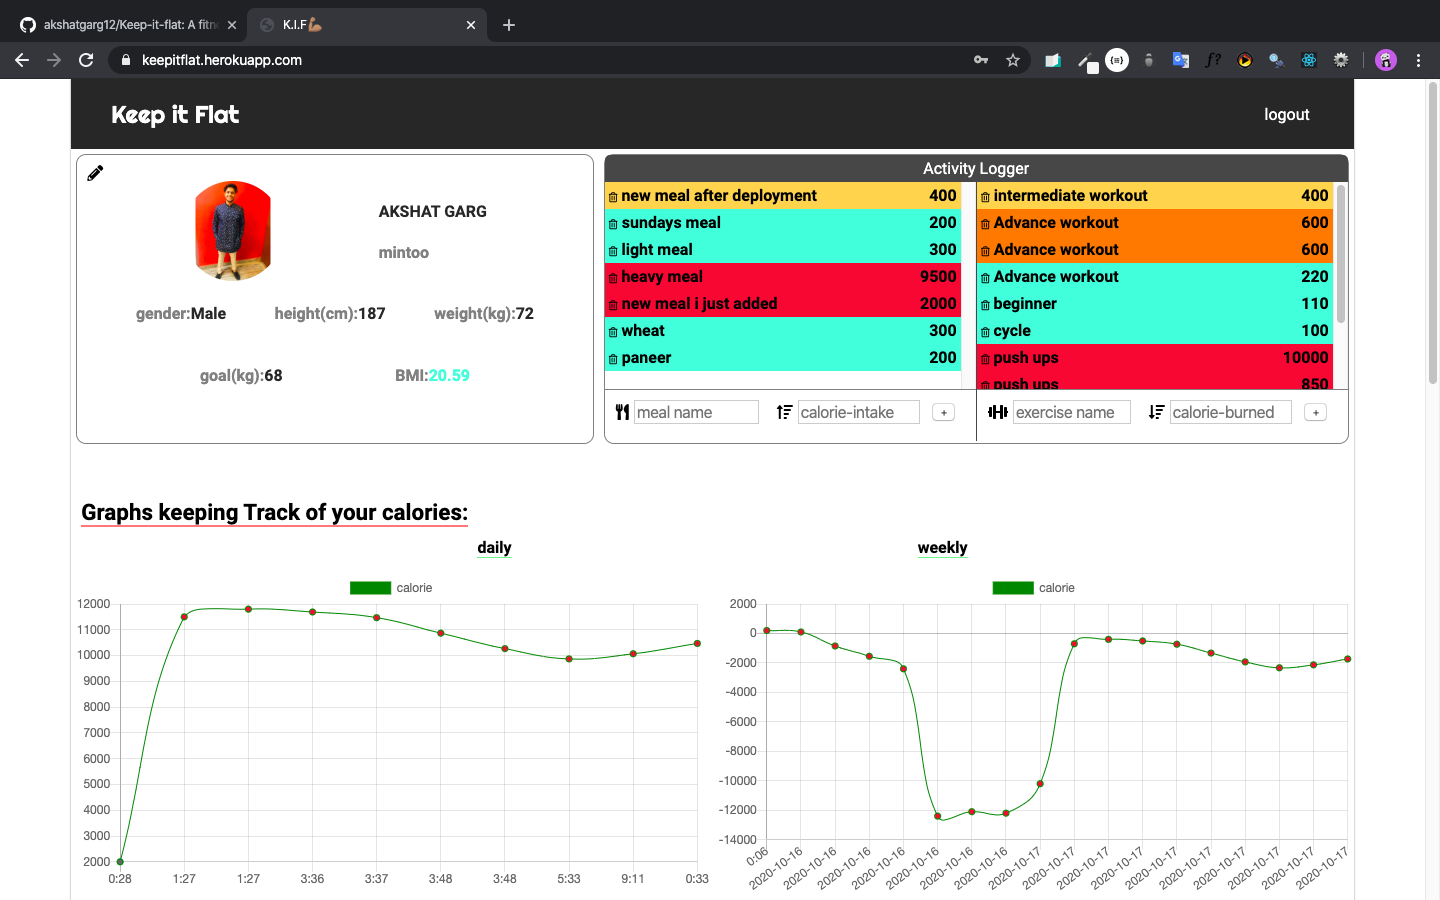 akshatgarg12/Keep-it-flat: A fitn
K.I.F
keepitflat.herokuapp.com
Keep it Flat
logout
AKSHAT GARG
mintoo
gender:Male height(cm):187 weight(kg):72
goal(kg):68 BMI:20.59
Activity Logger
new meal after deployment 400
sundays meal 200
light meal 300
heavy meal 9500
new meal i just added 2000
wheat 300
paneer 200
meal name calorie-intake +
intermediate workout 400
Advance workout 600
Advance workout 600
Advance workout 220
beginner 110
cycle 100
push ups 10000
push ups 850
exercise name calorie-burned +
Graphs keeping Track of your calories:
daily
calorie
12000
11000
10000
9000
8000
7000
6000
5000
4000
3000
2000
0:28 1:27 1:27 3:36 3:37 3:48 3:48 5:33 9:11 0:33
weekly
calorie
2000
0
-2000
-4000
-6000
-8000
-10000
-12000
-14000
0:06 2020-10-16 2020-10-16 2020-10-16 2020-10-16 2020-10-16 2020-10-16 2020-10-16 2020-10-17 2020-10-17 2020-10-17 2020-10-17 2020-10-17 2020-10-17 2020-10-17 2020-10-17 2020-10-17 2020-10-17